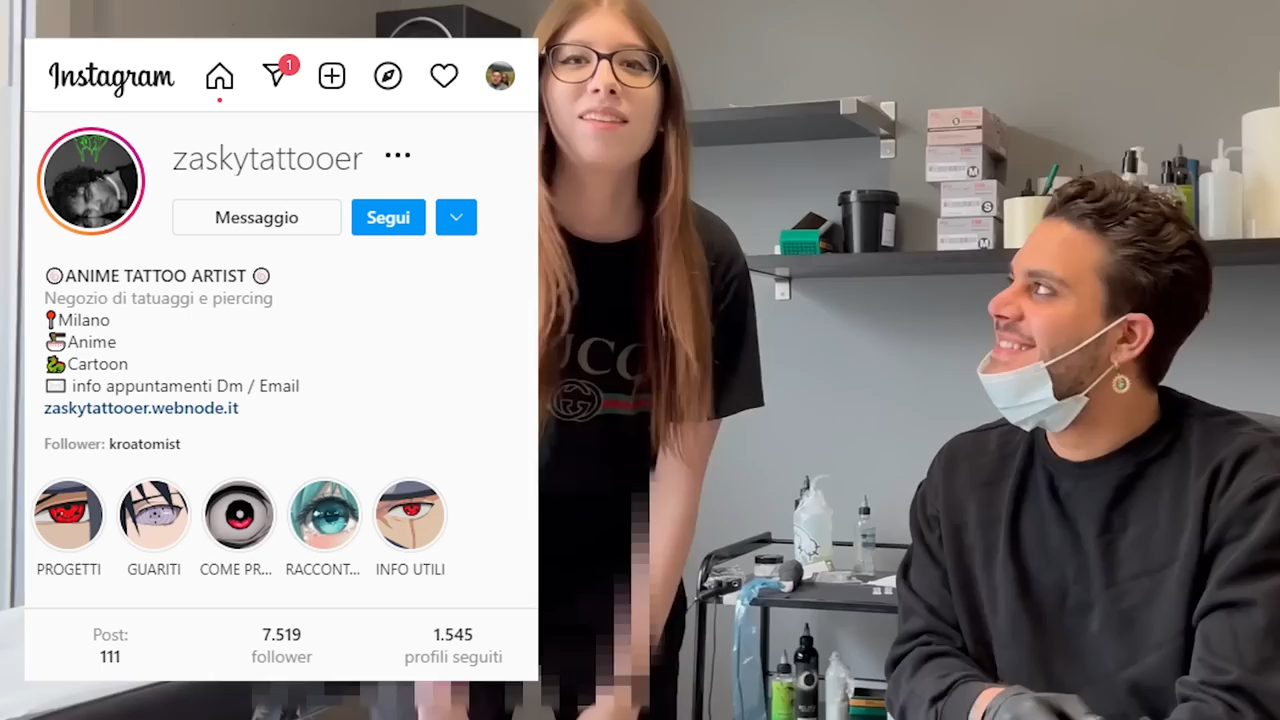 Instagram
1
zaskytattooer
Messaggio
Segui
ANIME TATTOO ARTIST
Negozio di tatuaggi e piercing
Milano
Anime
Cartoon
info appuntamenti Dm / Email
zaskytattooer.webnode.it
Follower: kroatomist
PROGETTI
GUARITI
COME PR...
RACCONT...
INFO UTILI
Post:
111
7.519
follower
1.545
profili seguiti
UCC
S
M
S
M